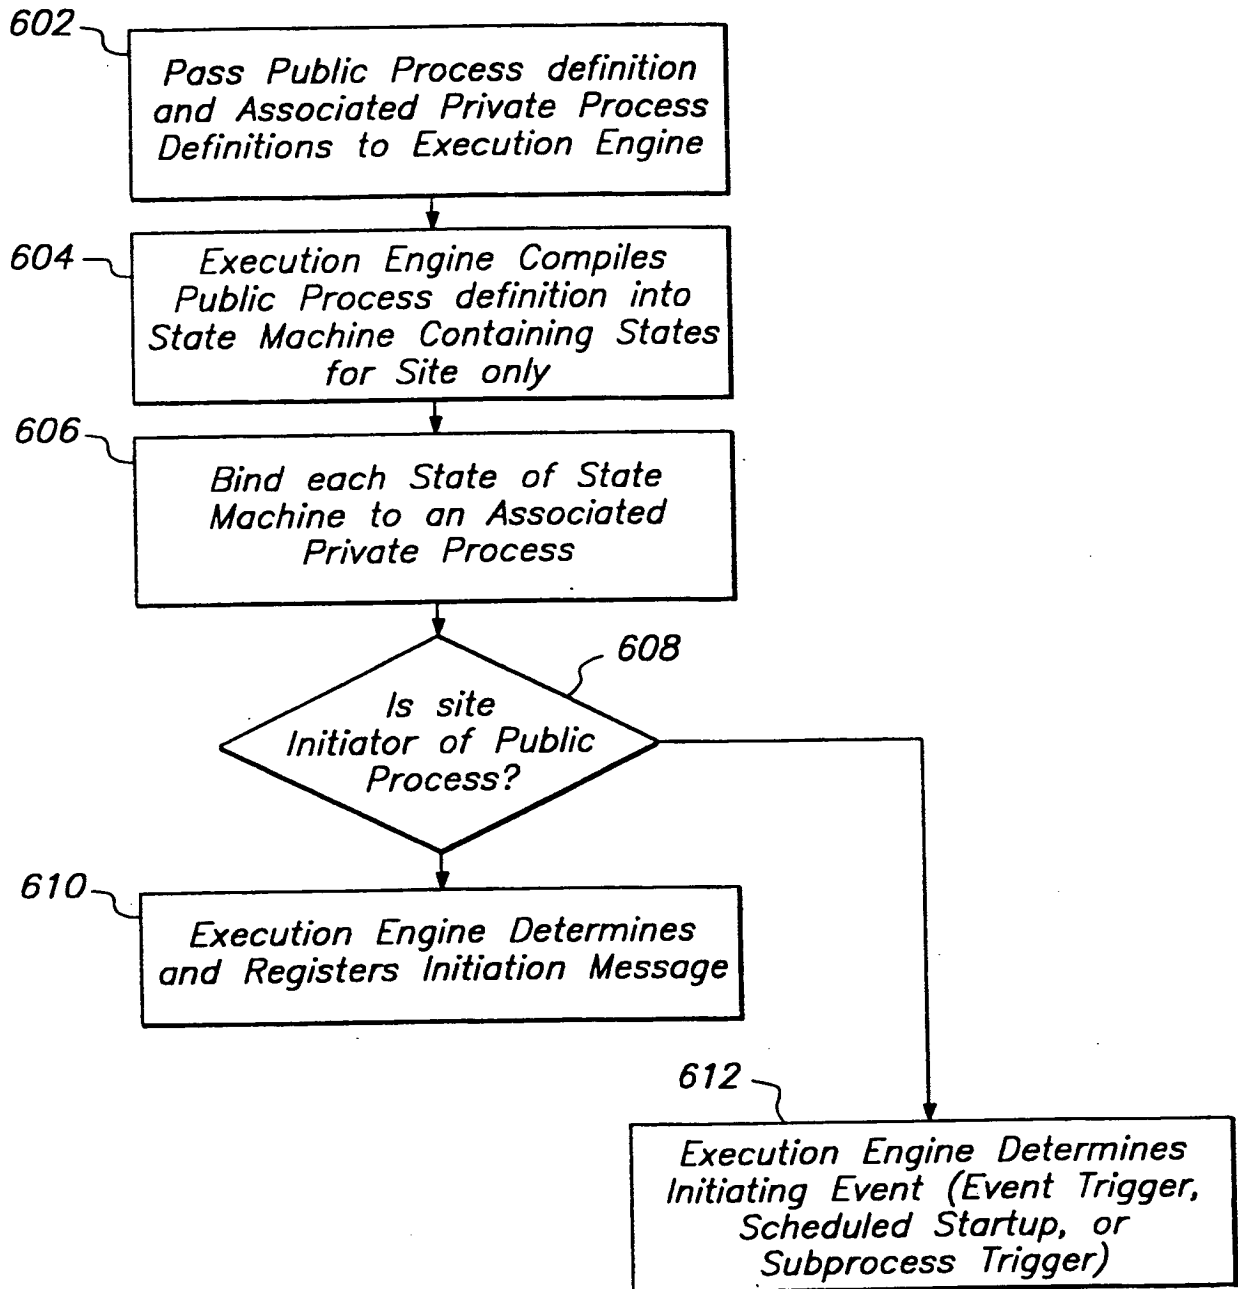 602
Pass Public Process definition
and Associated Private Process
Definitions to Execution Engine
604
Execution Engine Compiles
Public Process definition into
State Machine Containing States
for Site only
606
Bind each State of State
Machine to an Associated
Private Process
608
Is site
Initiator of Public
Process?
610
Execution Engine Determines
and Registers Initiation Message
612
Execution Engine Determines
Initiating Event (Event Trigger,
Scheduled Startup, or
Subprocess Trigger)